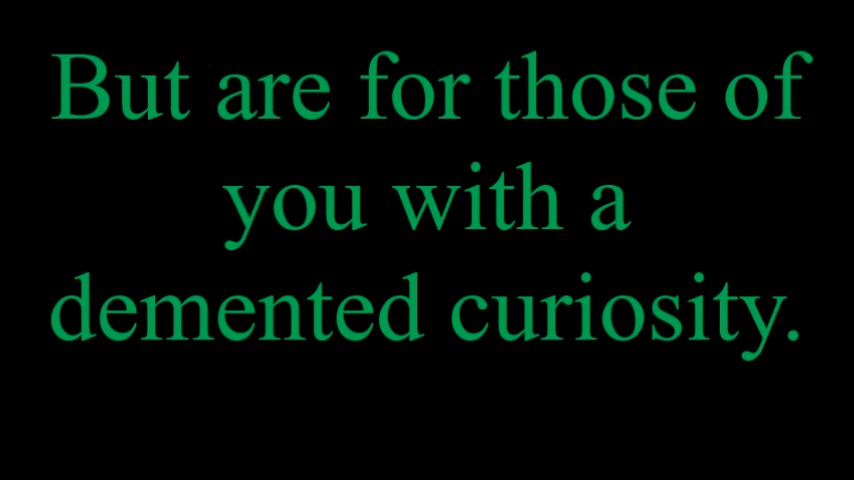 But are for those of
you with a
demented curiosity.